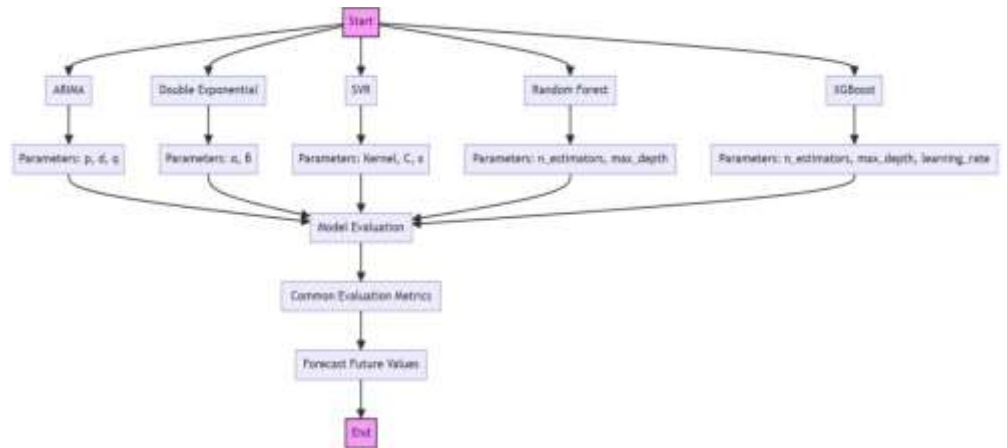 Start
ARIMA
Double Exponential
SVR
Random Forest
XGBoost
Parameters: p, d, q
Parameters: α, β
Parameters: Kernel, C, ε
Parameters: n_estimators, max_depth
Parameters: n_estimators, max_depth, learning_rate
Model Evaluation
Common Evaluation Metrics
Forecast Future Values
End